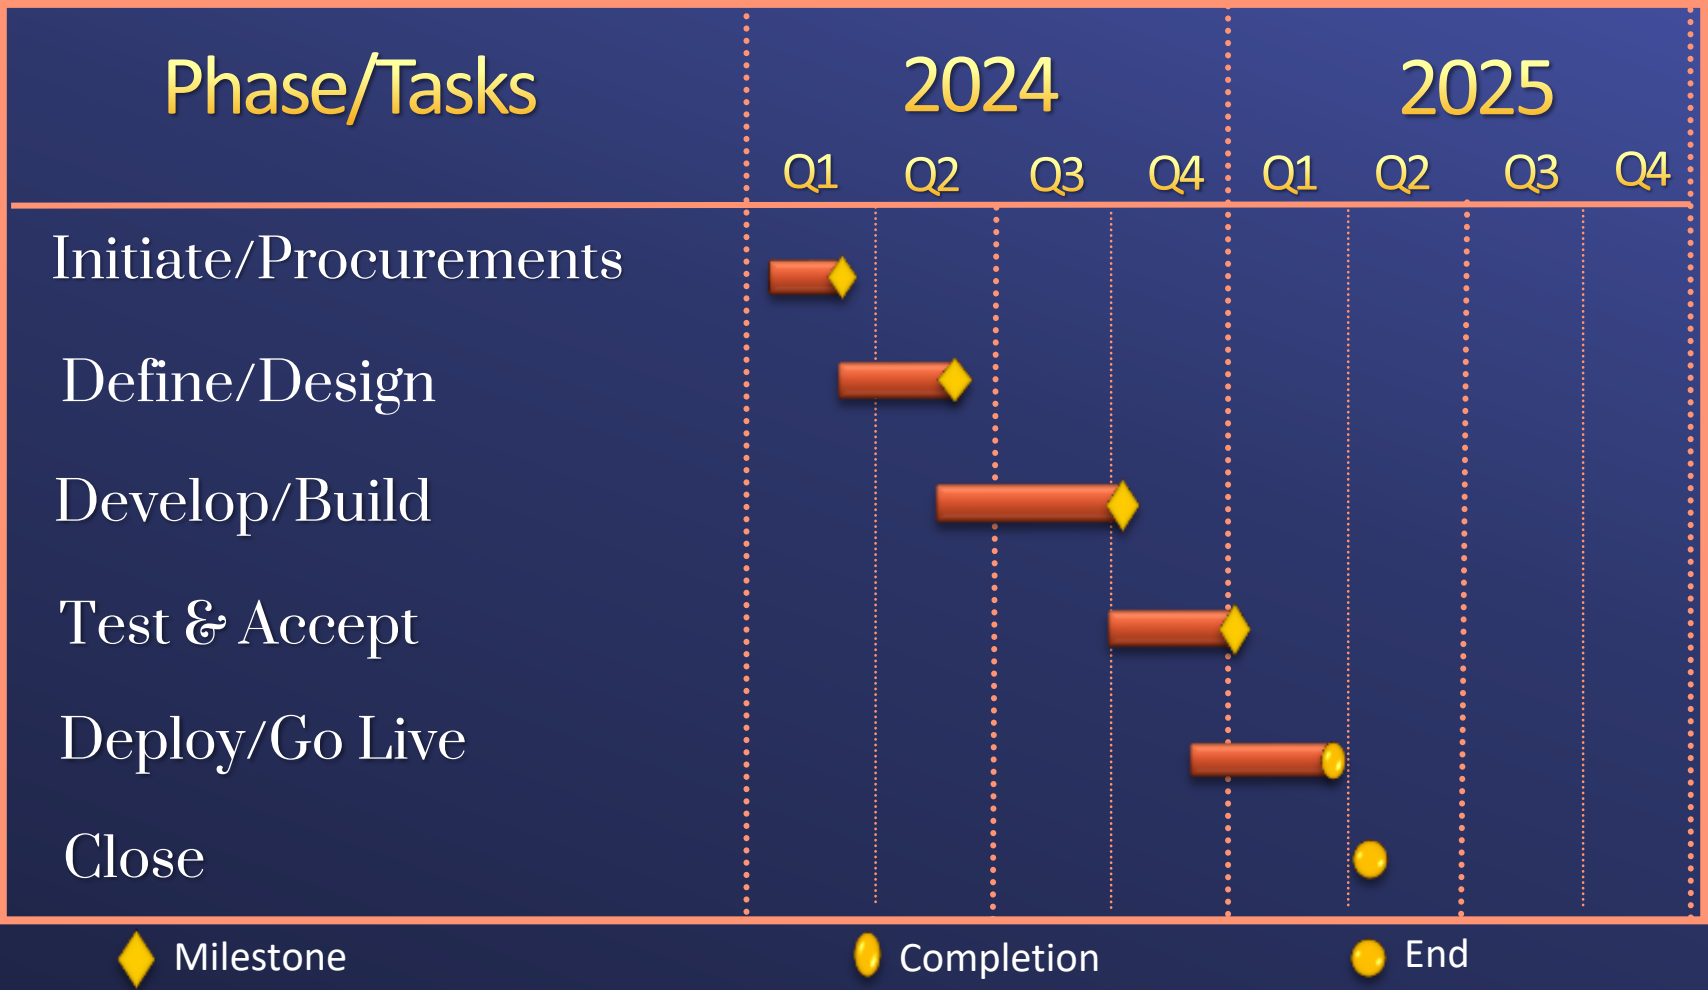 Phase/Tasks 2024 2025
Q1 Q2 Q3 Q4 Q1 Q2 Q3 Q4
Initiate/Procurements
Define/Design
Develop/Build
Test & Accept
Deploy/Go Live
Close
Milestone Completion End